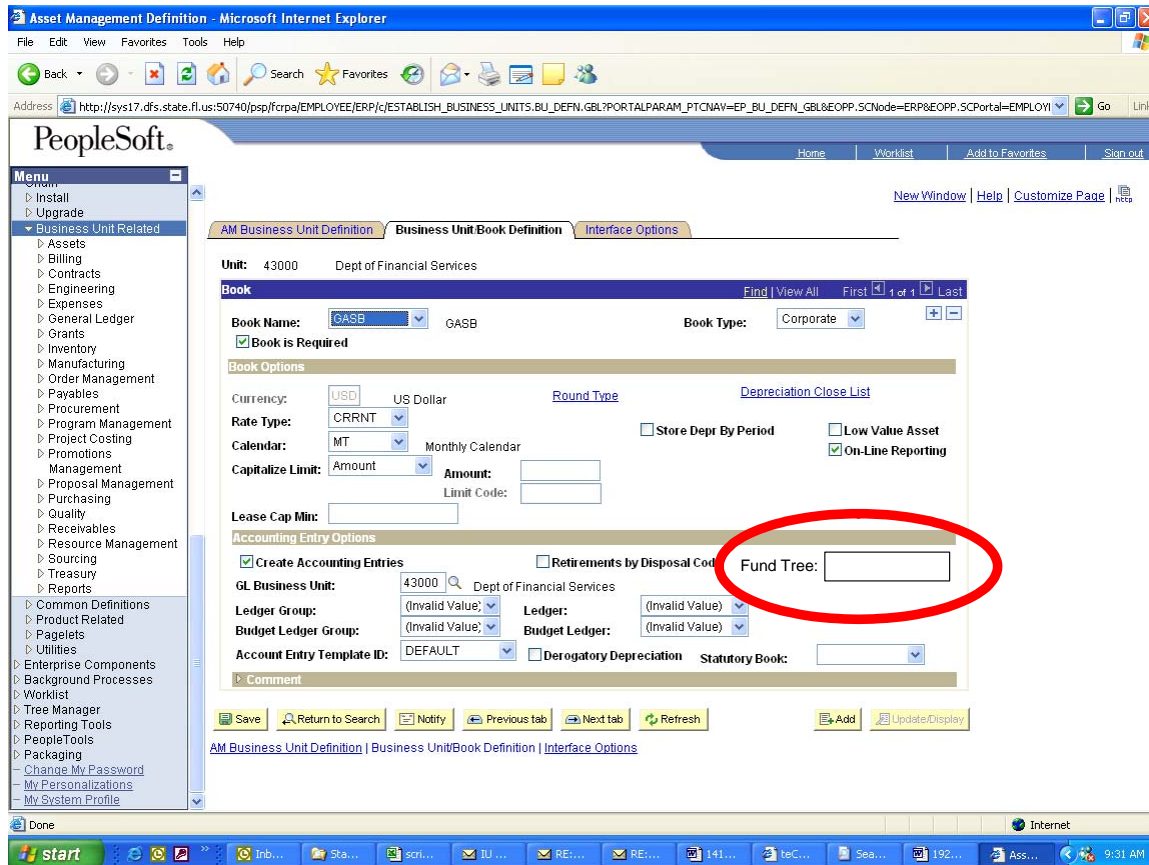 Asset Management Definition - Microsoft Internet Explorer
File Edit View Favorites Tools Help
Back Search Favorites
Address http://sys17.dfs.state.fl.us:50740/psp/fcrpa/EMPLOYEE/ERP/c/ESTABLISH_BUSINESS_UNITS.BU_DEFN.GBL?PORTALPARAM_PTCNAV=EP_BU_DEFN_GBL&EOPP.SCNode=ERP&EOPP.SCPortal=EMPLOYI Go Link
PeopleSoft.
Home Worklist Add to Favorites Sign out
Menu
Install
Upgrade
Business Unit Related
Assets
Billing
Contracts
Engineering
Expenses
General Ledger
Grants
Inventory
Manufacturing
Order Management
Payables
Procurement
Program Management
Project Costing
Promotions
Management
Proposal Management
Purchasing
Quality
Receivables
Resource Management
Sourcing
Treasury
Reports
Common Definitions
Product Related
Pagelets
Utilities
Enterprise Components
Background Processes
Worklist
Tree Manager
Reporting Tools
PeopleTools
Packaging
Change My Password
My Personalizations
My System Profile
New Window | Help | Customize Page | http
AM Business Unit Definition Business Unit/Book Definition Interface Options
Unit: 43000 Dept of Financial Services
Book Find | View All First 1 of 1 Last
Book Name: GASB GASB Book Type: Corporate
Book is Required
Book Options
Currency: USD US Dollar Round Type Depreciation Close List
Rate Type: CRRNT
Store Depr By Period Low Value Asset
Calendar: MT Monthly Calendar
On-Line Reporting
Capitalize Limit: Amount Amount:
Limit Code:
Lease Cap Min:
Accounting Entry Options
Create Accounting Entries Retirements by Disposal Cod Fund Tree:
GL Business Unit: 43000 Dept of Financial Services
Ledger Group: (Invalid Value) Ledger: (Invalid Value)
Budget Ledger Group: (Invalid Value) Budget Ledger: (Invalid Value)
Account Entry Template ID: DEFAULT Derogatory Depreciation Statutory Book:
Comment
Save Return to Search Notify Previous tab Next tab Refresh Add Update/Display
AM Business Unit Definition | Business Unit/Book Definition | Interface Options
Done Internet
start Inb... Sta... scri... IU ... RE:... RE:... 141... teC... Sea... 192... Ass... 9:31 AM